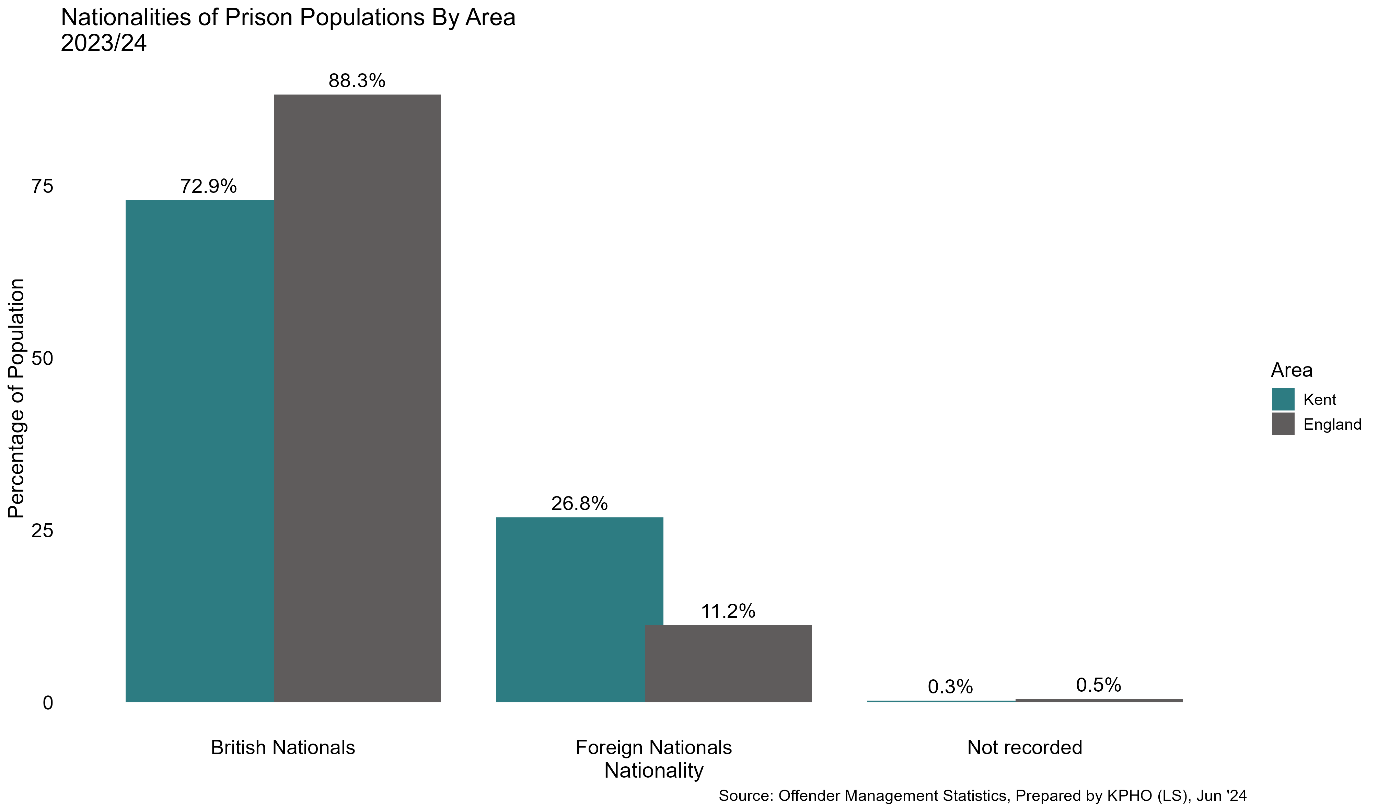 Nationalities of Prison Populations By Area
2023/24
88.3%
72.9%
75
50
26.8%
25
11.2%
0.3%
0.5%
0
Percentage of Population
British Nationals
Foreign Nationals
Not recorded
Nationality
Area
Kent
England
Source: Offender Management Statistics, Prepared by KPHO (LS), Jun '24